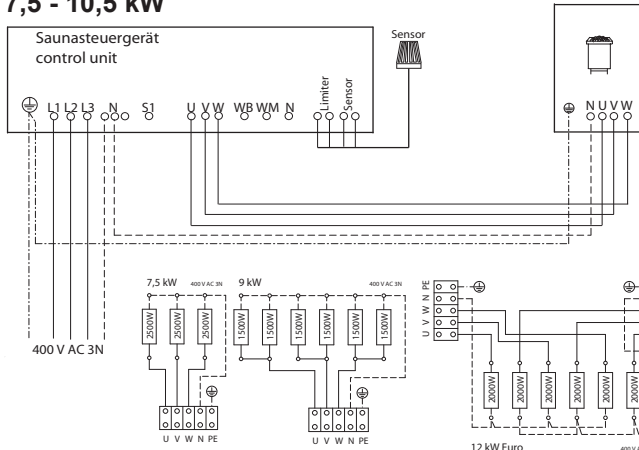 7,5 - 10,5 kW
Saunasteuergerät
control unit
Sensor
L1 L2 L3 N S1 U V W WB WM N
Limiter
Sensor
N U V W
7,5 kW 400 V AC 3N
2500W
2500W
2500W
U V W N PE
9 kW 400 V AC 3N
1500W
1500W
1500W
1500W
1500W
1500W
U V W N PE
U V W N PE
2000W
2000W
2000W
2000W
2000W
2000W
12 kW Euro
400 V A
400 V AC 3N